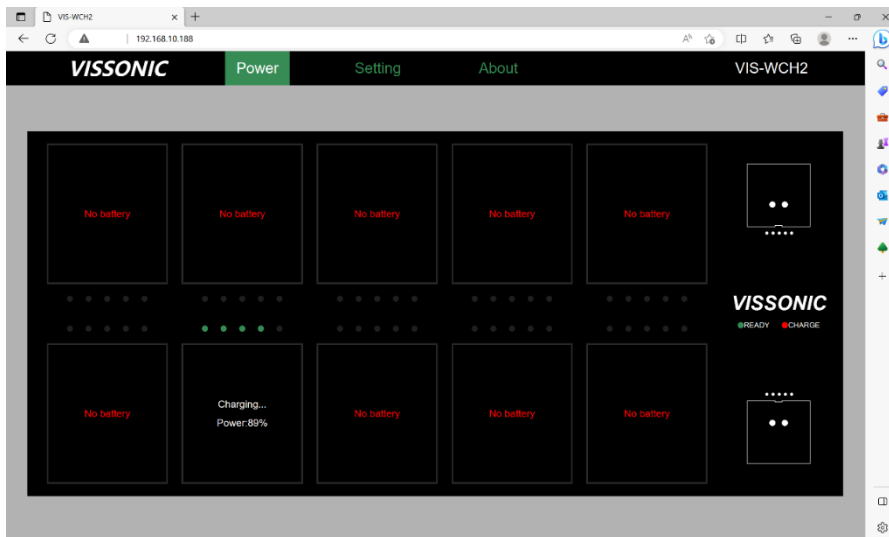 VIS-WCH2
192.168.10.188
VISSONIC Power Setting About VIS-WCH2
No battery No battery No battery No battery No battery
VISSONIC
READY CHARGE
No battery Charging... No battery No battery No battery
Power:89%